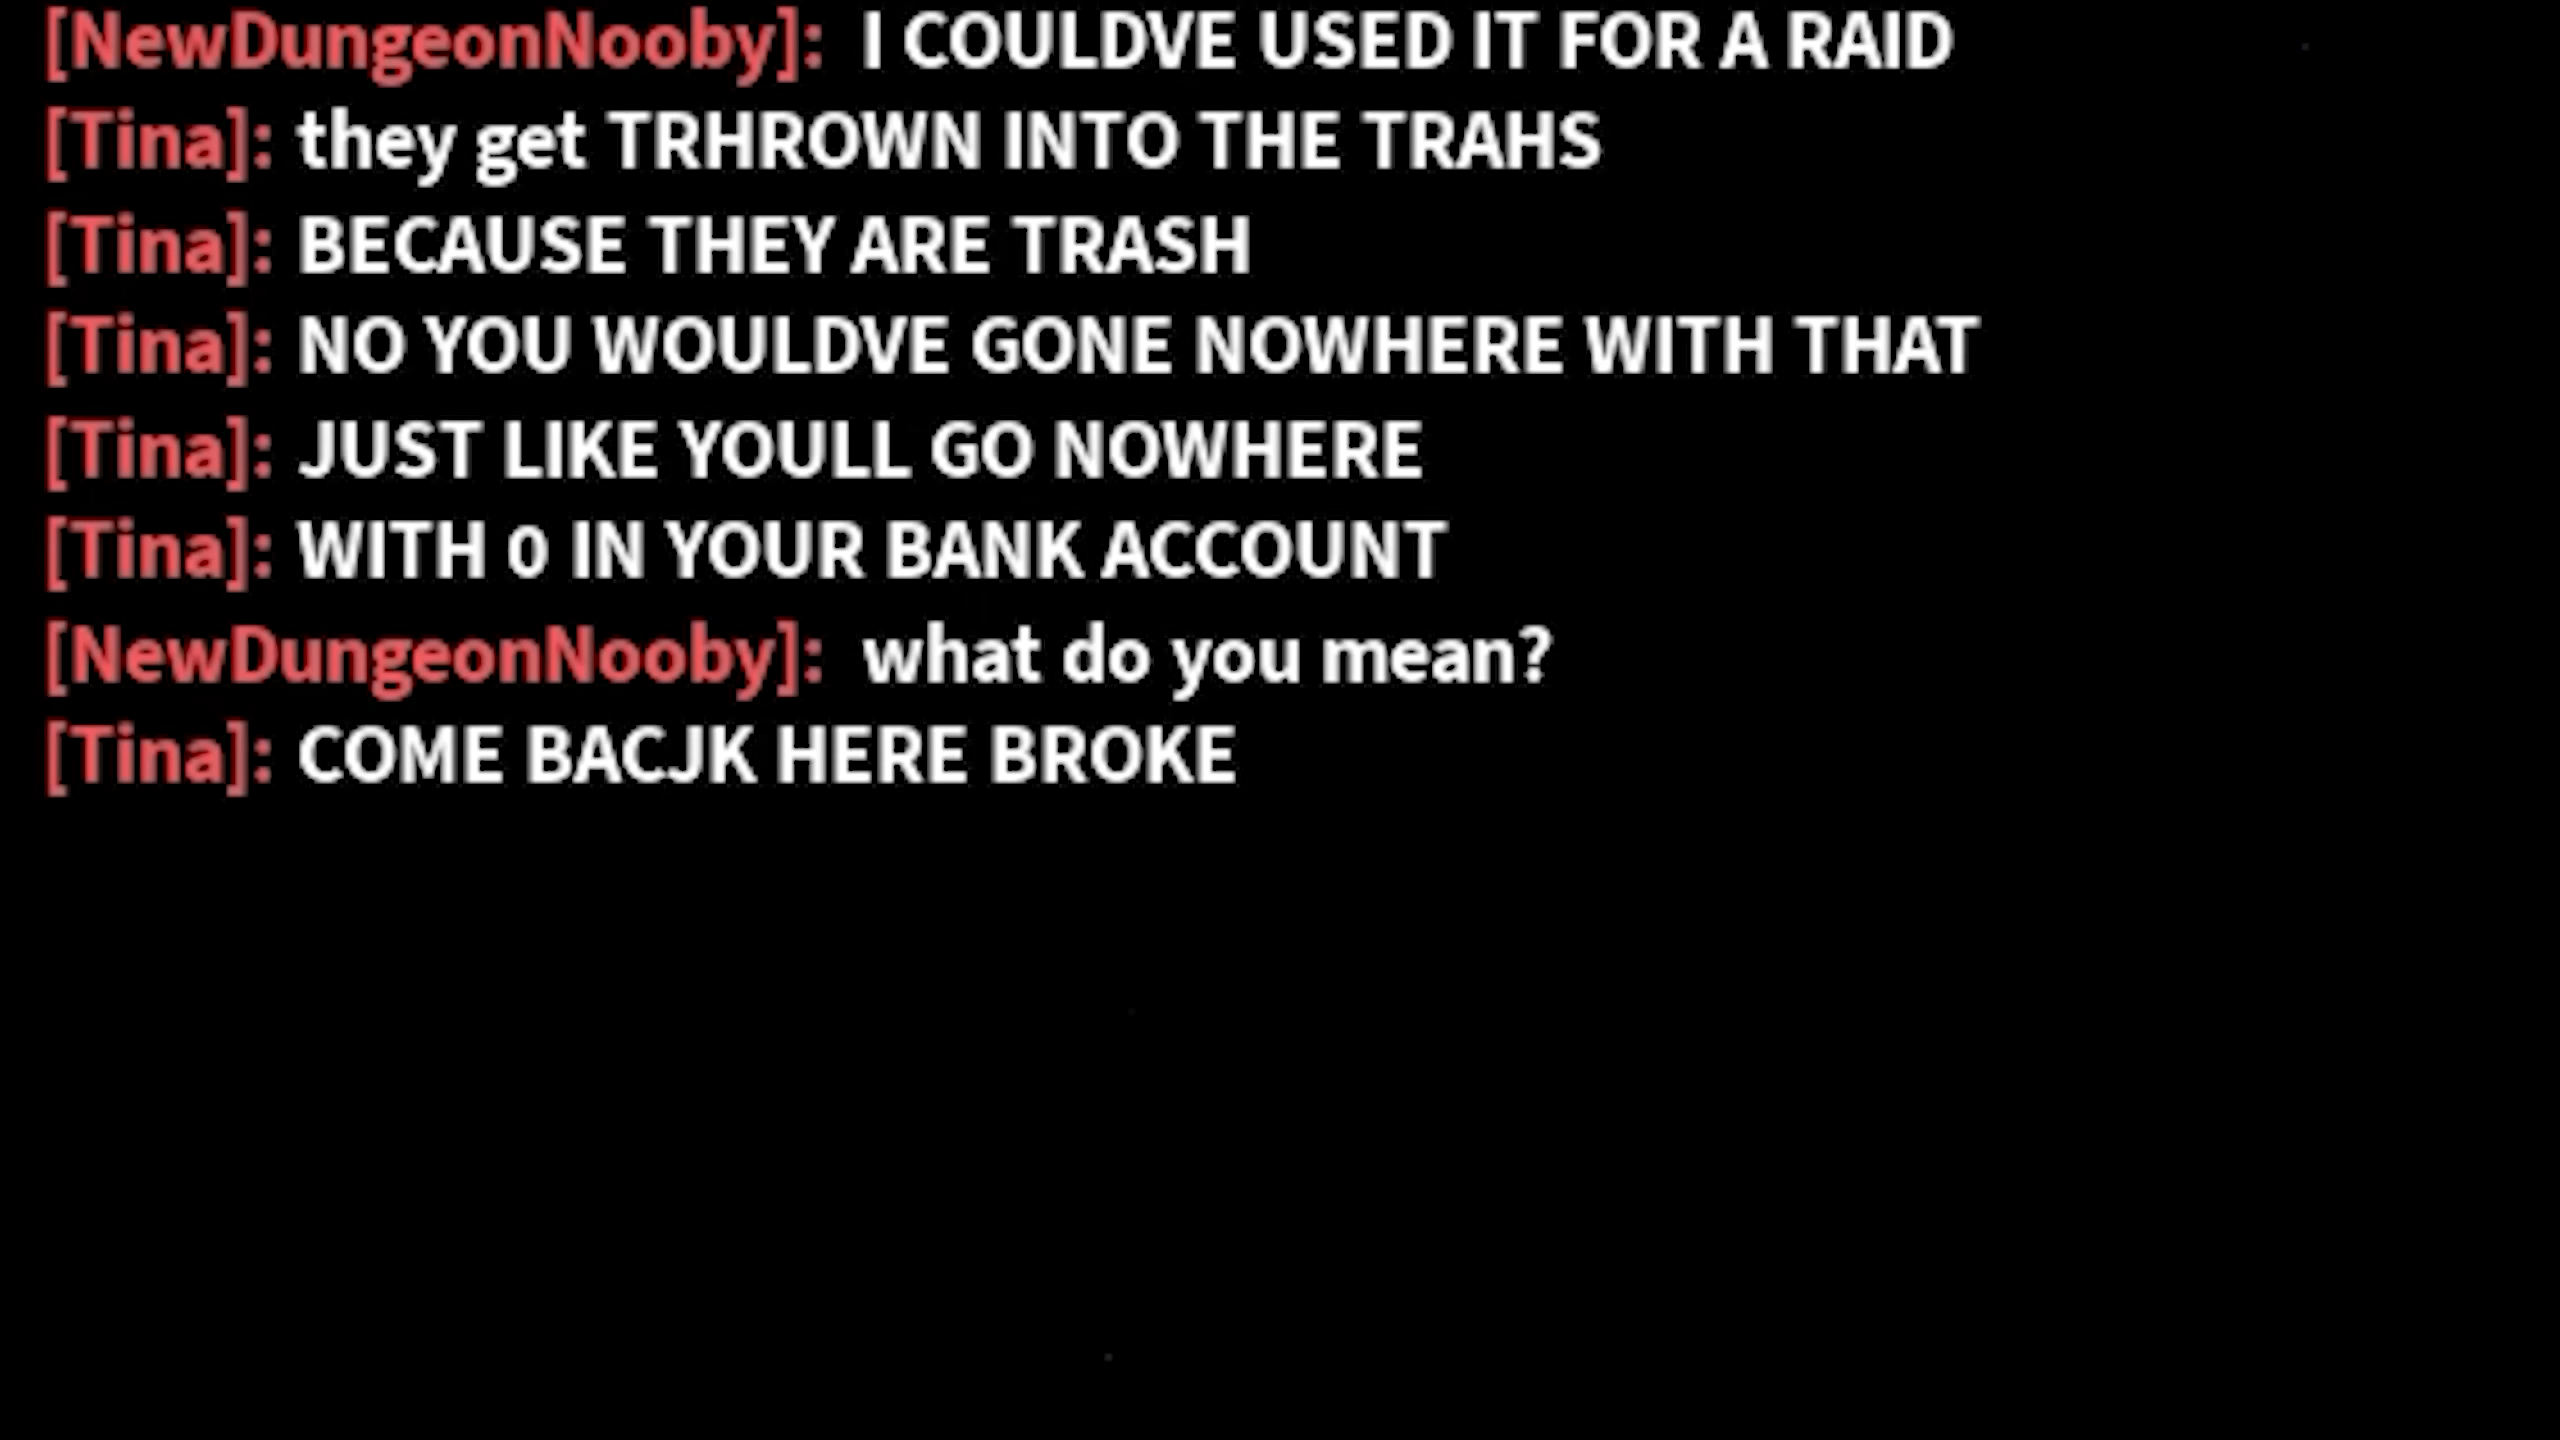 [NewDungeonNooby]: I COULDVE USED IT FOR A RAID
[Tina]: they get TRHROWN INTO THE TRAHS
[Tina]: BECAUSE THEY ARE TRASH
[Tina]: NO YOU WOULDVE GONE NOWHERE WITH THAT
[Tina]: JUST LIKE YOULL GO NOWHERE
[Tina]: WITH 0 IN YOUR BANK ACCOUNT
[NewDungeonNooby]: what do you mean?
[Tina]: COME BACJK HERE BROKE